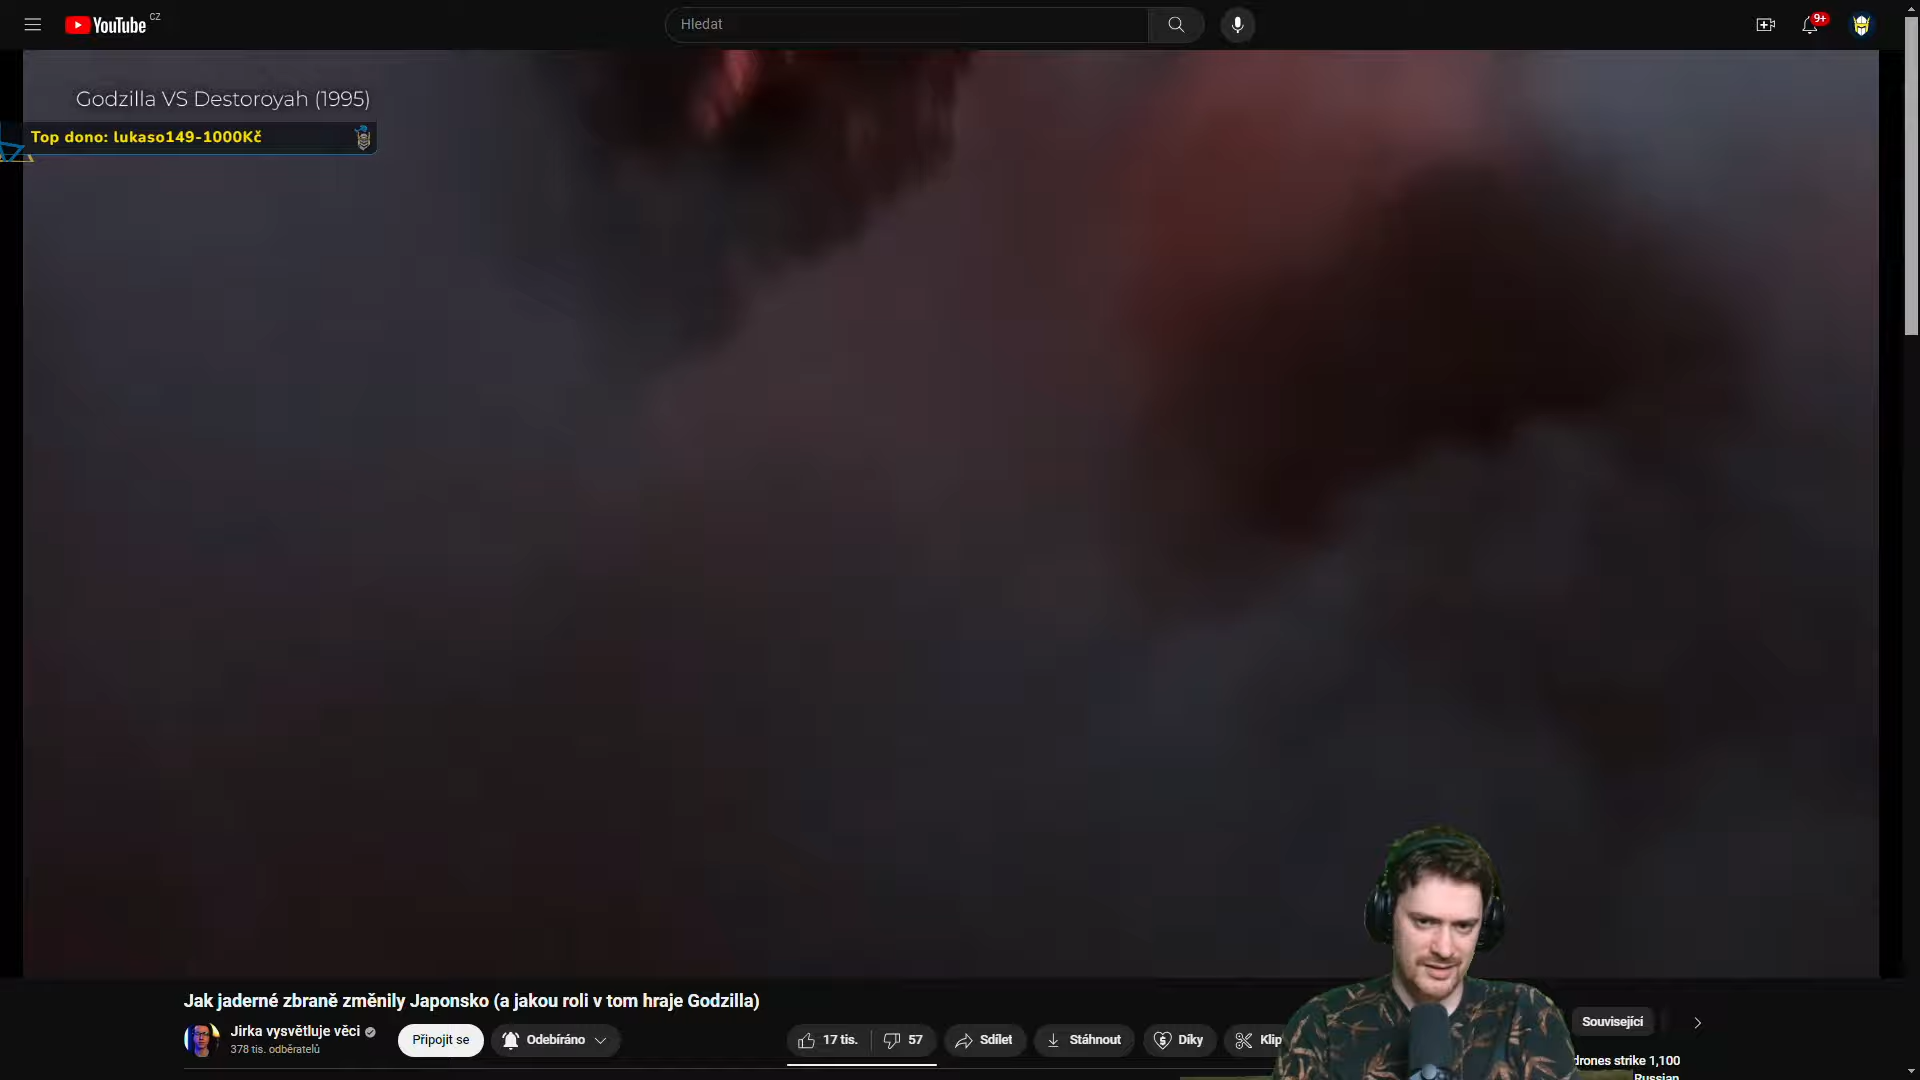 YouTube CZ
Hledat
9+
Godzilla VS Destoroyah (1995)
Top dono: lukaso149-1000Kč
Jak jaderné zbraně změnily Japonsko (a jakou roli v tom hraje Godzilla)
Jirka vysvětluje věci
378 tis. odběratelů
Připojit se
Odebíráno
17 tis.
57
Sdílet
Stáhnout
Díky
Klip
Související
drones strike 1,100
Russian